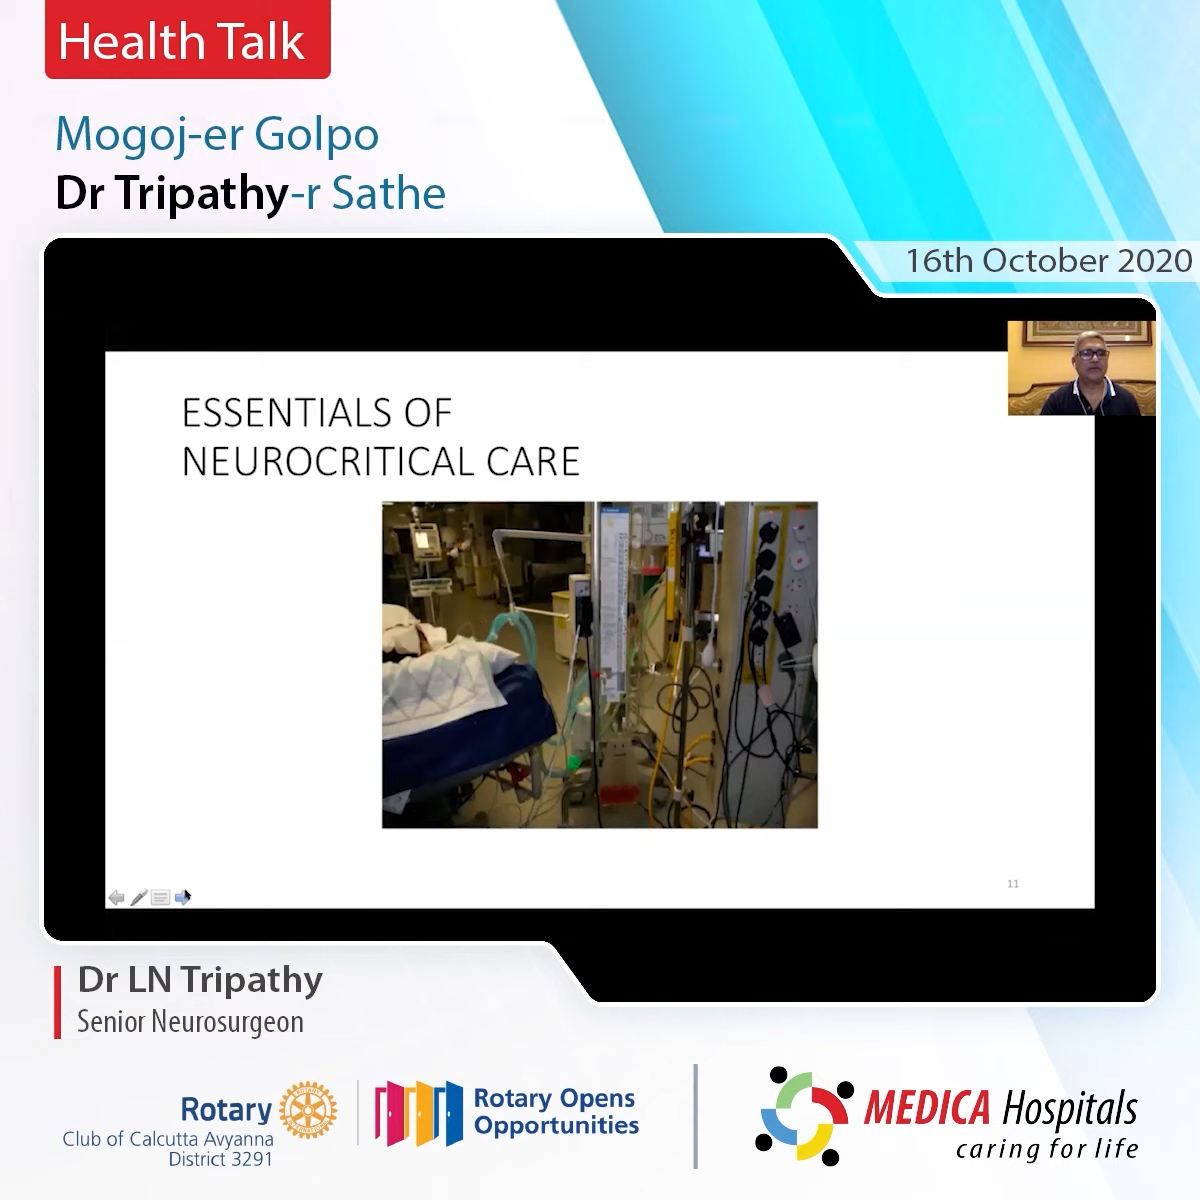 Health Talk
Mogoj-er Golpo
Dr Tripathy-r Sathe
16th October 2020
ESSENTIALS OF
NEUROCRITICAL CARE
11
Dr LN Tripathy
Senior Neurosurgeon
Rotary
Club of Calcutta Avyanna
District 3291
Rotary Opens
Opportunities
MEDICA Hospitals
caring for life